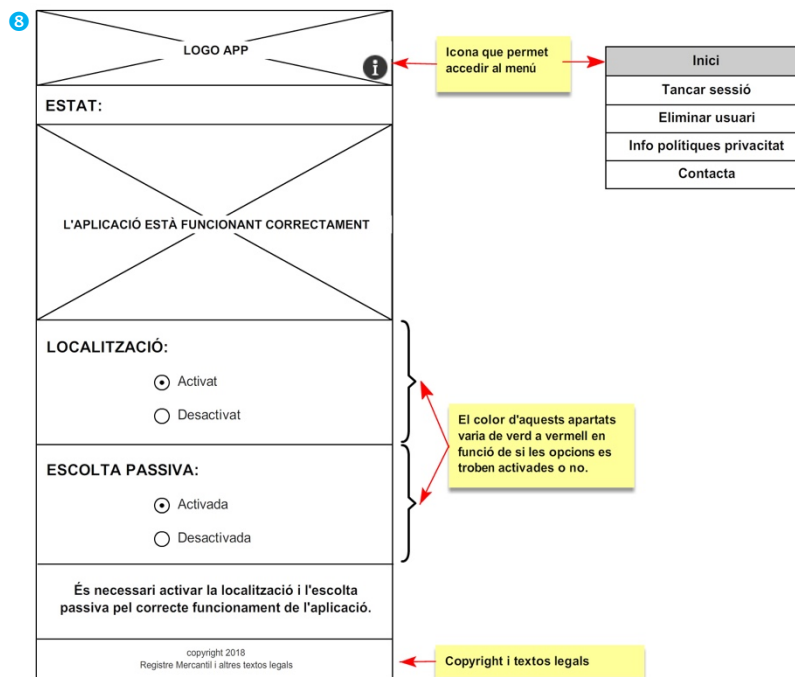 8
LOGO APP
i
Icona que permet
accedir al menú
Inici
Tancar sessió
Eliminar usuari
Info polítiques privacitat
Contacta
ESTAT:
L'APLICACIÓ ESTÀ FUNCIONANT CORRECTAMENT
LOCALITZACIÓ:
Activat
Desactivat
El color d'aquests apartats
varia de verd a vermell en
funció de si les opcions es
troben activades o no.
ESCOLTA PASSIVA:
Activada
Desactivada
És necessari activar la localització i l'escolta
passiva pel correcte funcionament de l'aplicació.
copyright 2018
Registre Mercantil i altres textos legals
Copyright i textos legals